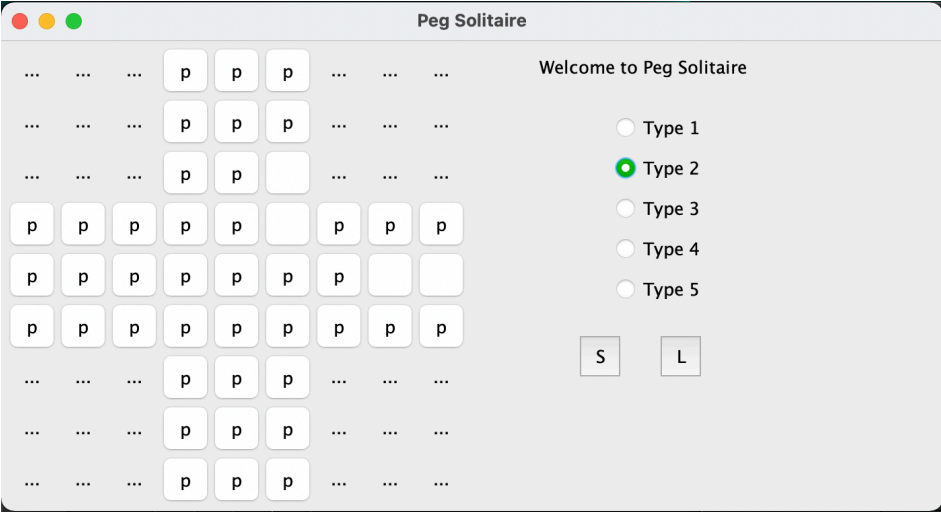 Peg Solitaire
... ... ... p p p ... ... ... Welcome to Peg Solitaire
... ... ... p p p ... ... ... Type 1
... ... ... p p ... ... ... Type 2
p p p p p p p p Type 3
p p p p p p p Type 4
p p p p p p p p p Type 5
... ... ... p p p ... ... ... S L
... ... ... p p p ... ... ...
... ... ... p p p ... ... ...